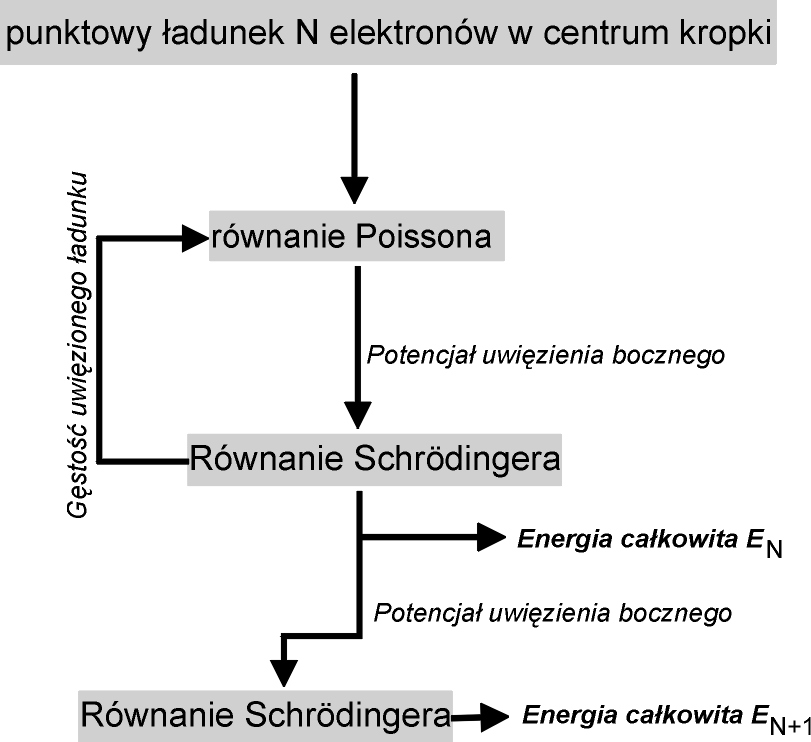 punktowy ładunek N elektronów w centrum kropki
Gęstość uwięzionego ładunku
równanie Poissona
Potencjał uwięzienia bocznego
Równanie Schrödingera
Energia całkowita E_N
Potencjał uwięzienia bocznego
Równanie Schrödingera
Energia całkowita E_N+1